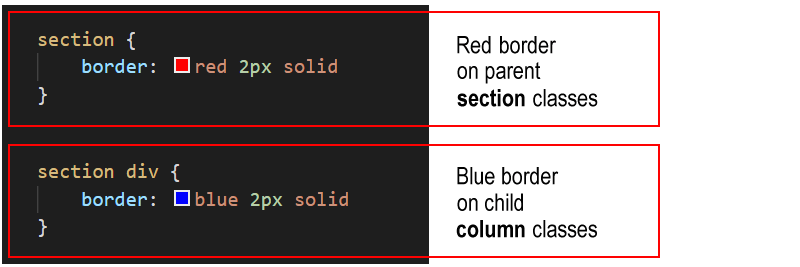 section {
border: red 2px solid
}
Red border
on parent
section classes
section div {
border: blue 2px solid
}
Blue border
on child
column classes